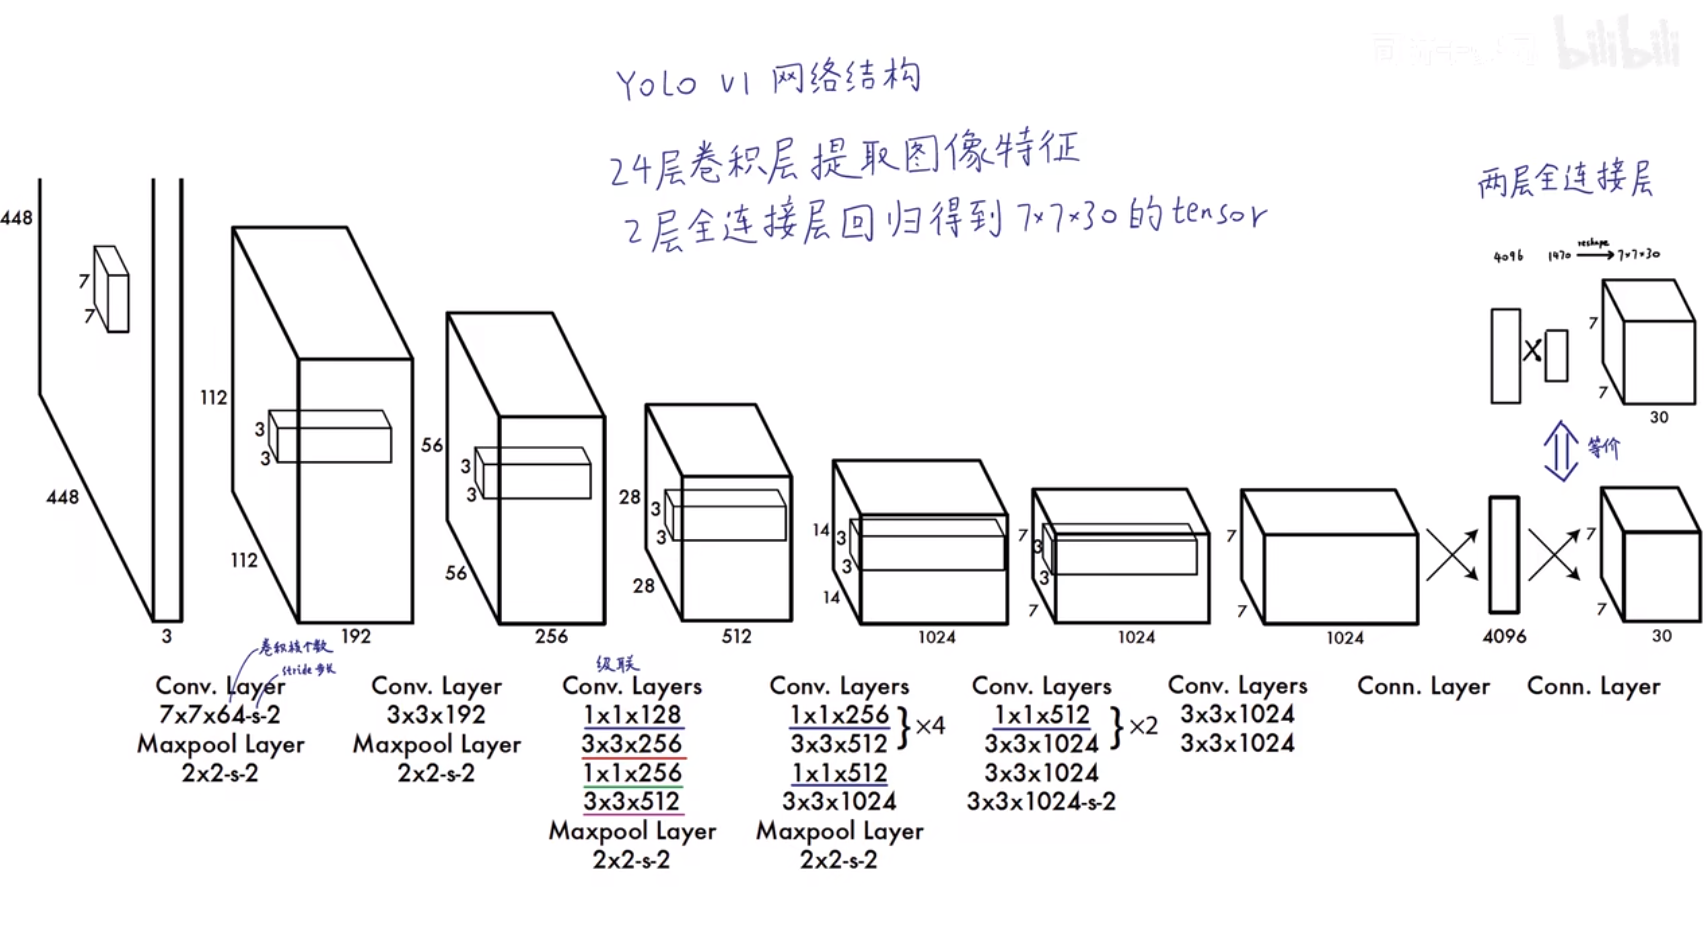 bilibili
YOLO V1 网络结构
24层卷积层提取图像特征
2层全连接层回归得到 7×7×30 的 tensor
两层全连接层
4096 1470 reshape 7×7×30
7
7
30
等价
448
448
7
7
3
112
112
3
3
192
56
56
3
3
256
28
28
3
3
512
14
14
3
3
1024
7
7
3
3
1024
7
7
1024
4096
7
7
30
卷积核个数
stride 步长
Conv. Layer
7x7x64-s-2
Maxpool Layer
2x2-s-2
Conv. Layer
3x3x192
Maxpool Layer
2x2-s-2
级联
Conv. Layers
1x1x128
3x3x256
1x1x256
3x3x512
Maxpool Layer
2x2-s-2
Conv. Layers
1x1x256
3x3x512
}×4
1x1x512
3x3x1024
Maxpool Layer
2x2-s-2
Conv. Layers
1x1x512
3x3x1024
}×2
3x3x1024
3x3x1024-s-2
Conv. Layers
3x3x1024
3x3x1024
Conn. Layer
Conn. Layer